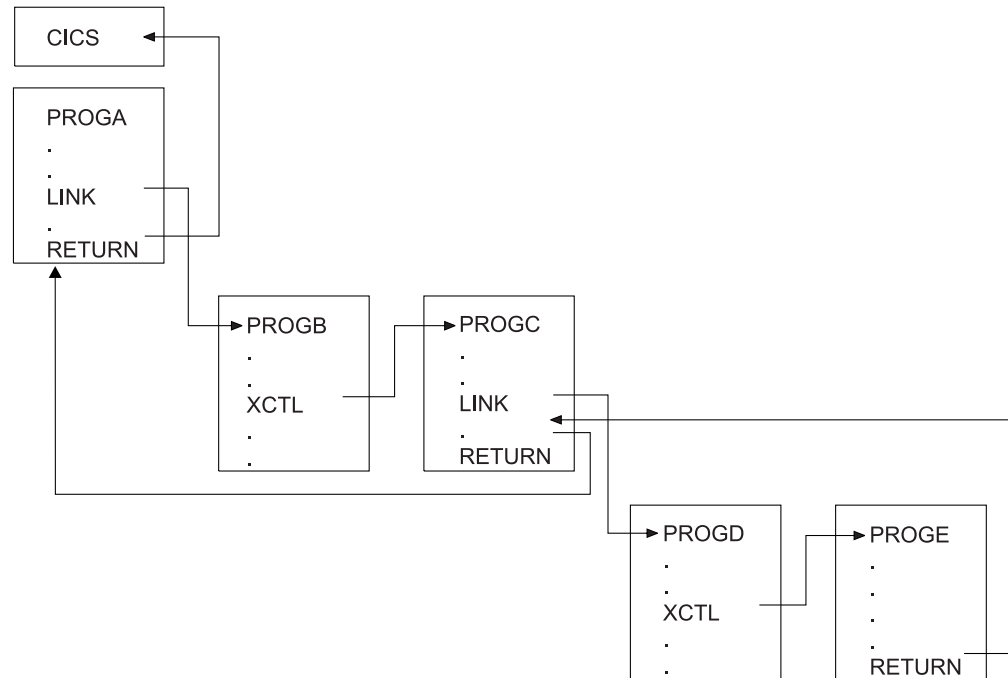 CICS
PROGA
.
.
LINK
.
RETURN
PROGB
.
.
XCTL
.
.
PROGC
.
.
LINK
.
RETURN
PROGD
.
.
XCTL
.
.
PROGE
.
.
.
.
RETURN